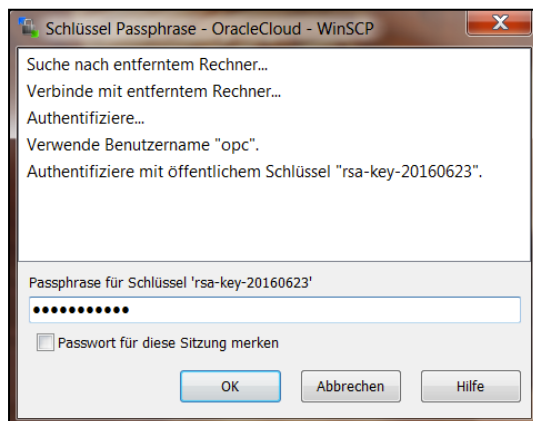 Schlüssel Passphrase - OracleCloud - WinSCP
Suche nach entferntem Rechner...
Verbinde mit entferntem Rechner...
Authentifiziere...
Verwende Benutzername "opc".
Authentifiziere mit öffentlichem Schlüssel "rsa-key-20160623".
Passphrase für Schlüssel 'rsa-key-20160623'
●●●●●●●●●●●
Passwort für diese Sitzung merken
OK Abbrechen Hilfe